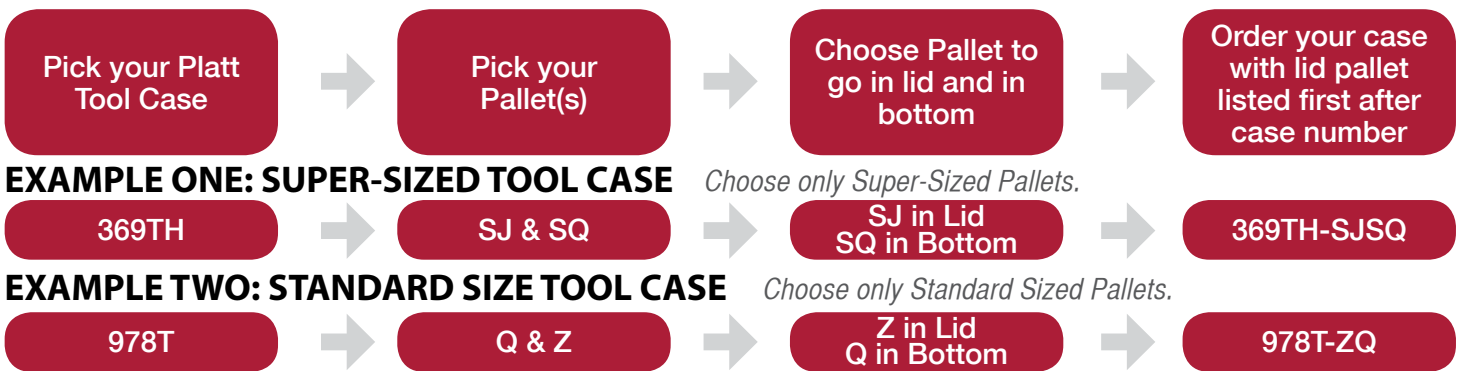 Pick your Platt
Tool Case
Pick your
Pallet(s)
Choose Pallet to
go in lid and in
bottom
Order your case
with lid pallet
listed first after
case number
EXAMPLE ONE: SUPER-SIZED TOOL CASE Choose only Super-Sized Pallets.
369TH
SJ & SQ
SJ in Lid
SQ in Bottom
369TH-SJSQ
EXAMPLE TWO: STANDARD SIZE TOOL CASE Choose only Standard Sized Pallets.
978T
Q & Z
Z in Lid
Q in Bottom
978T-ZQ